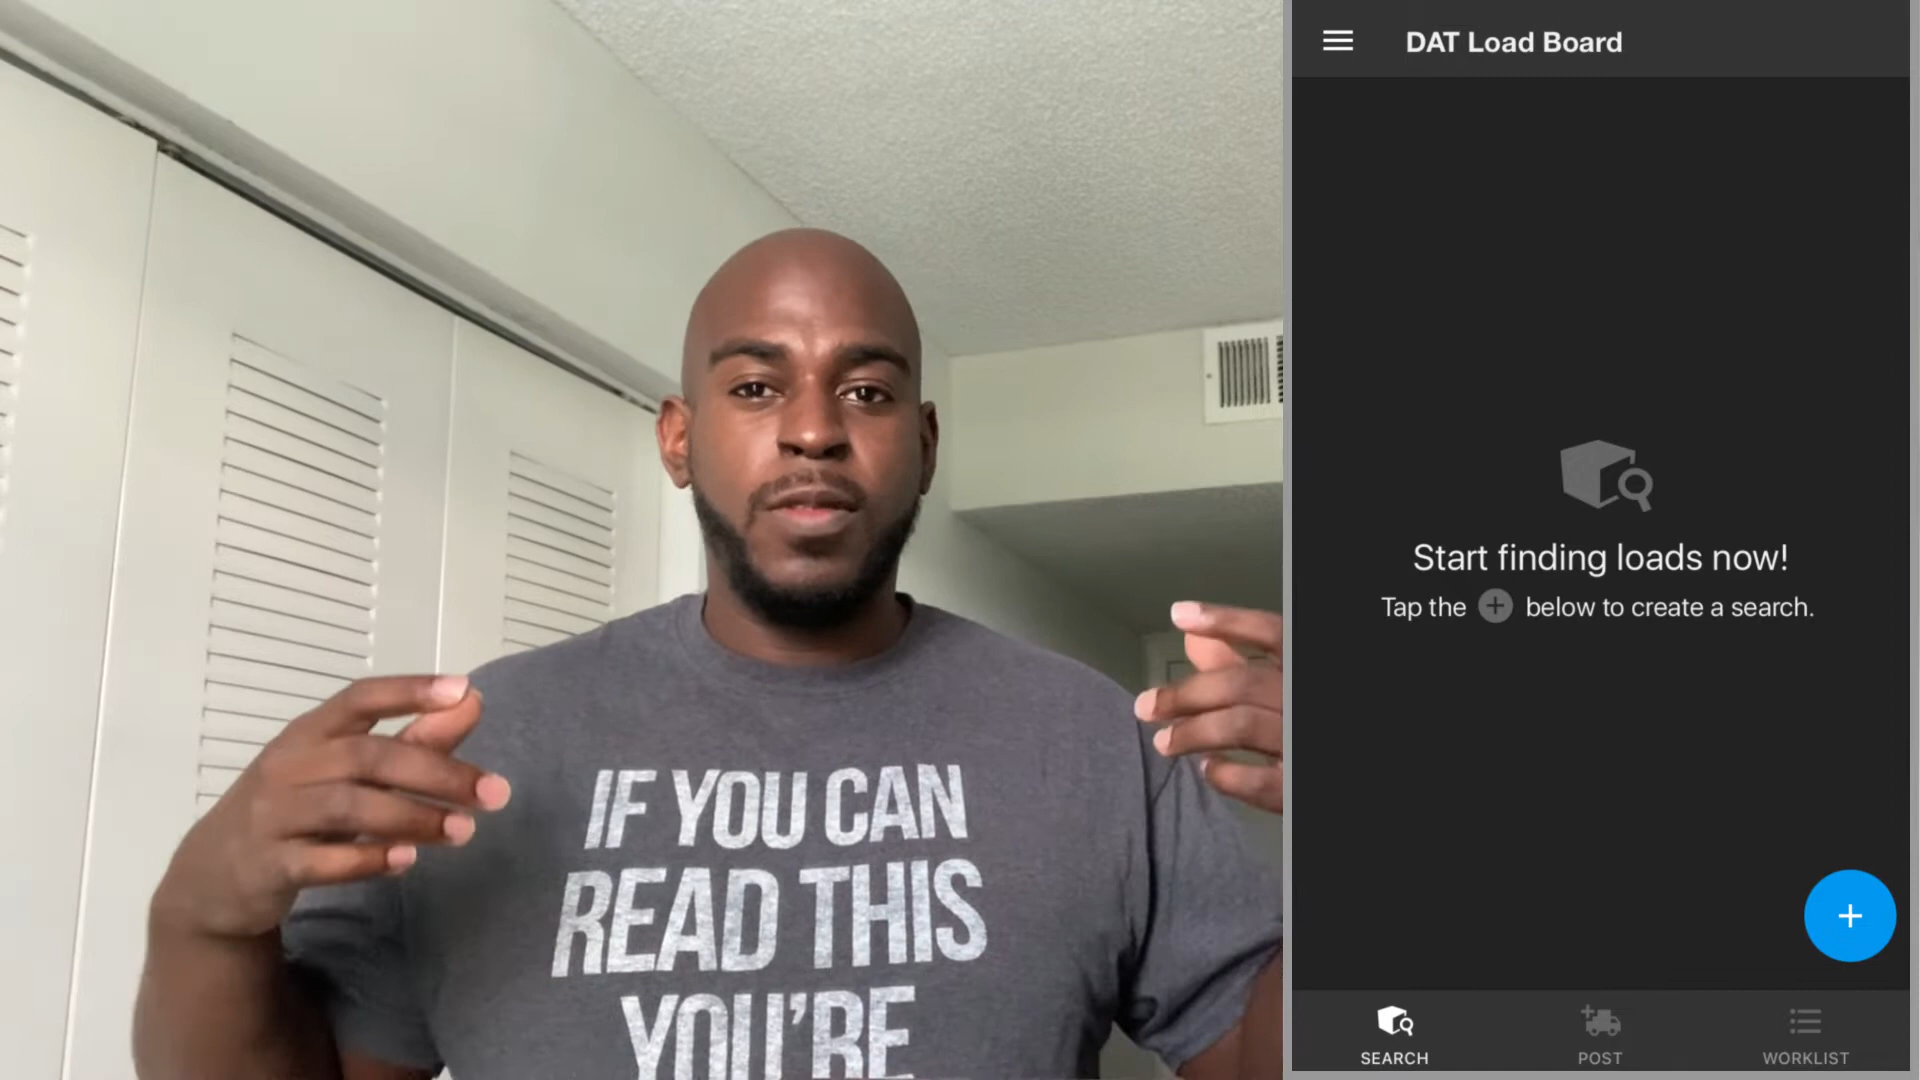 IF YOU CAN
READ THIS
YOU'RE
DAT Load Board
Start finding loads now!
Tap the + below to create a search.
SEARCH
POST
WORKLIST